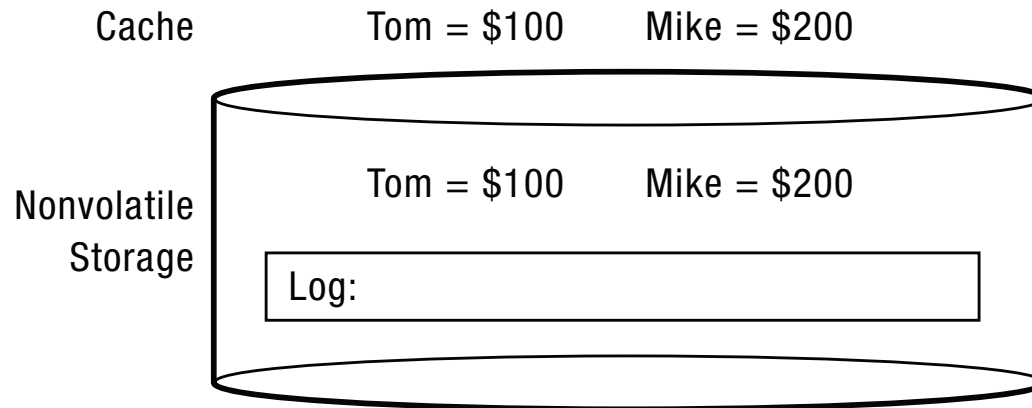 Cache Tom = $100 Mike = $200
Tom = $100 Mike = $200
Nonvolatile
Storage
Log: